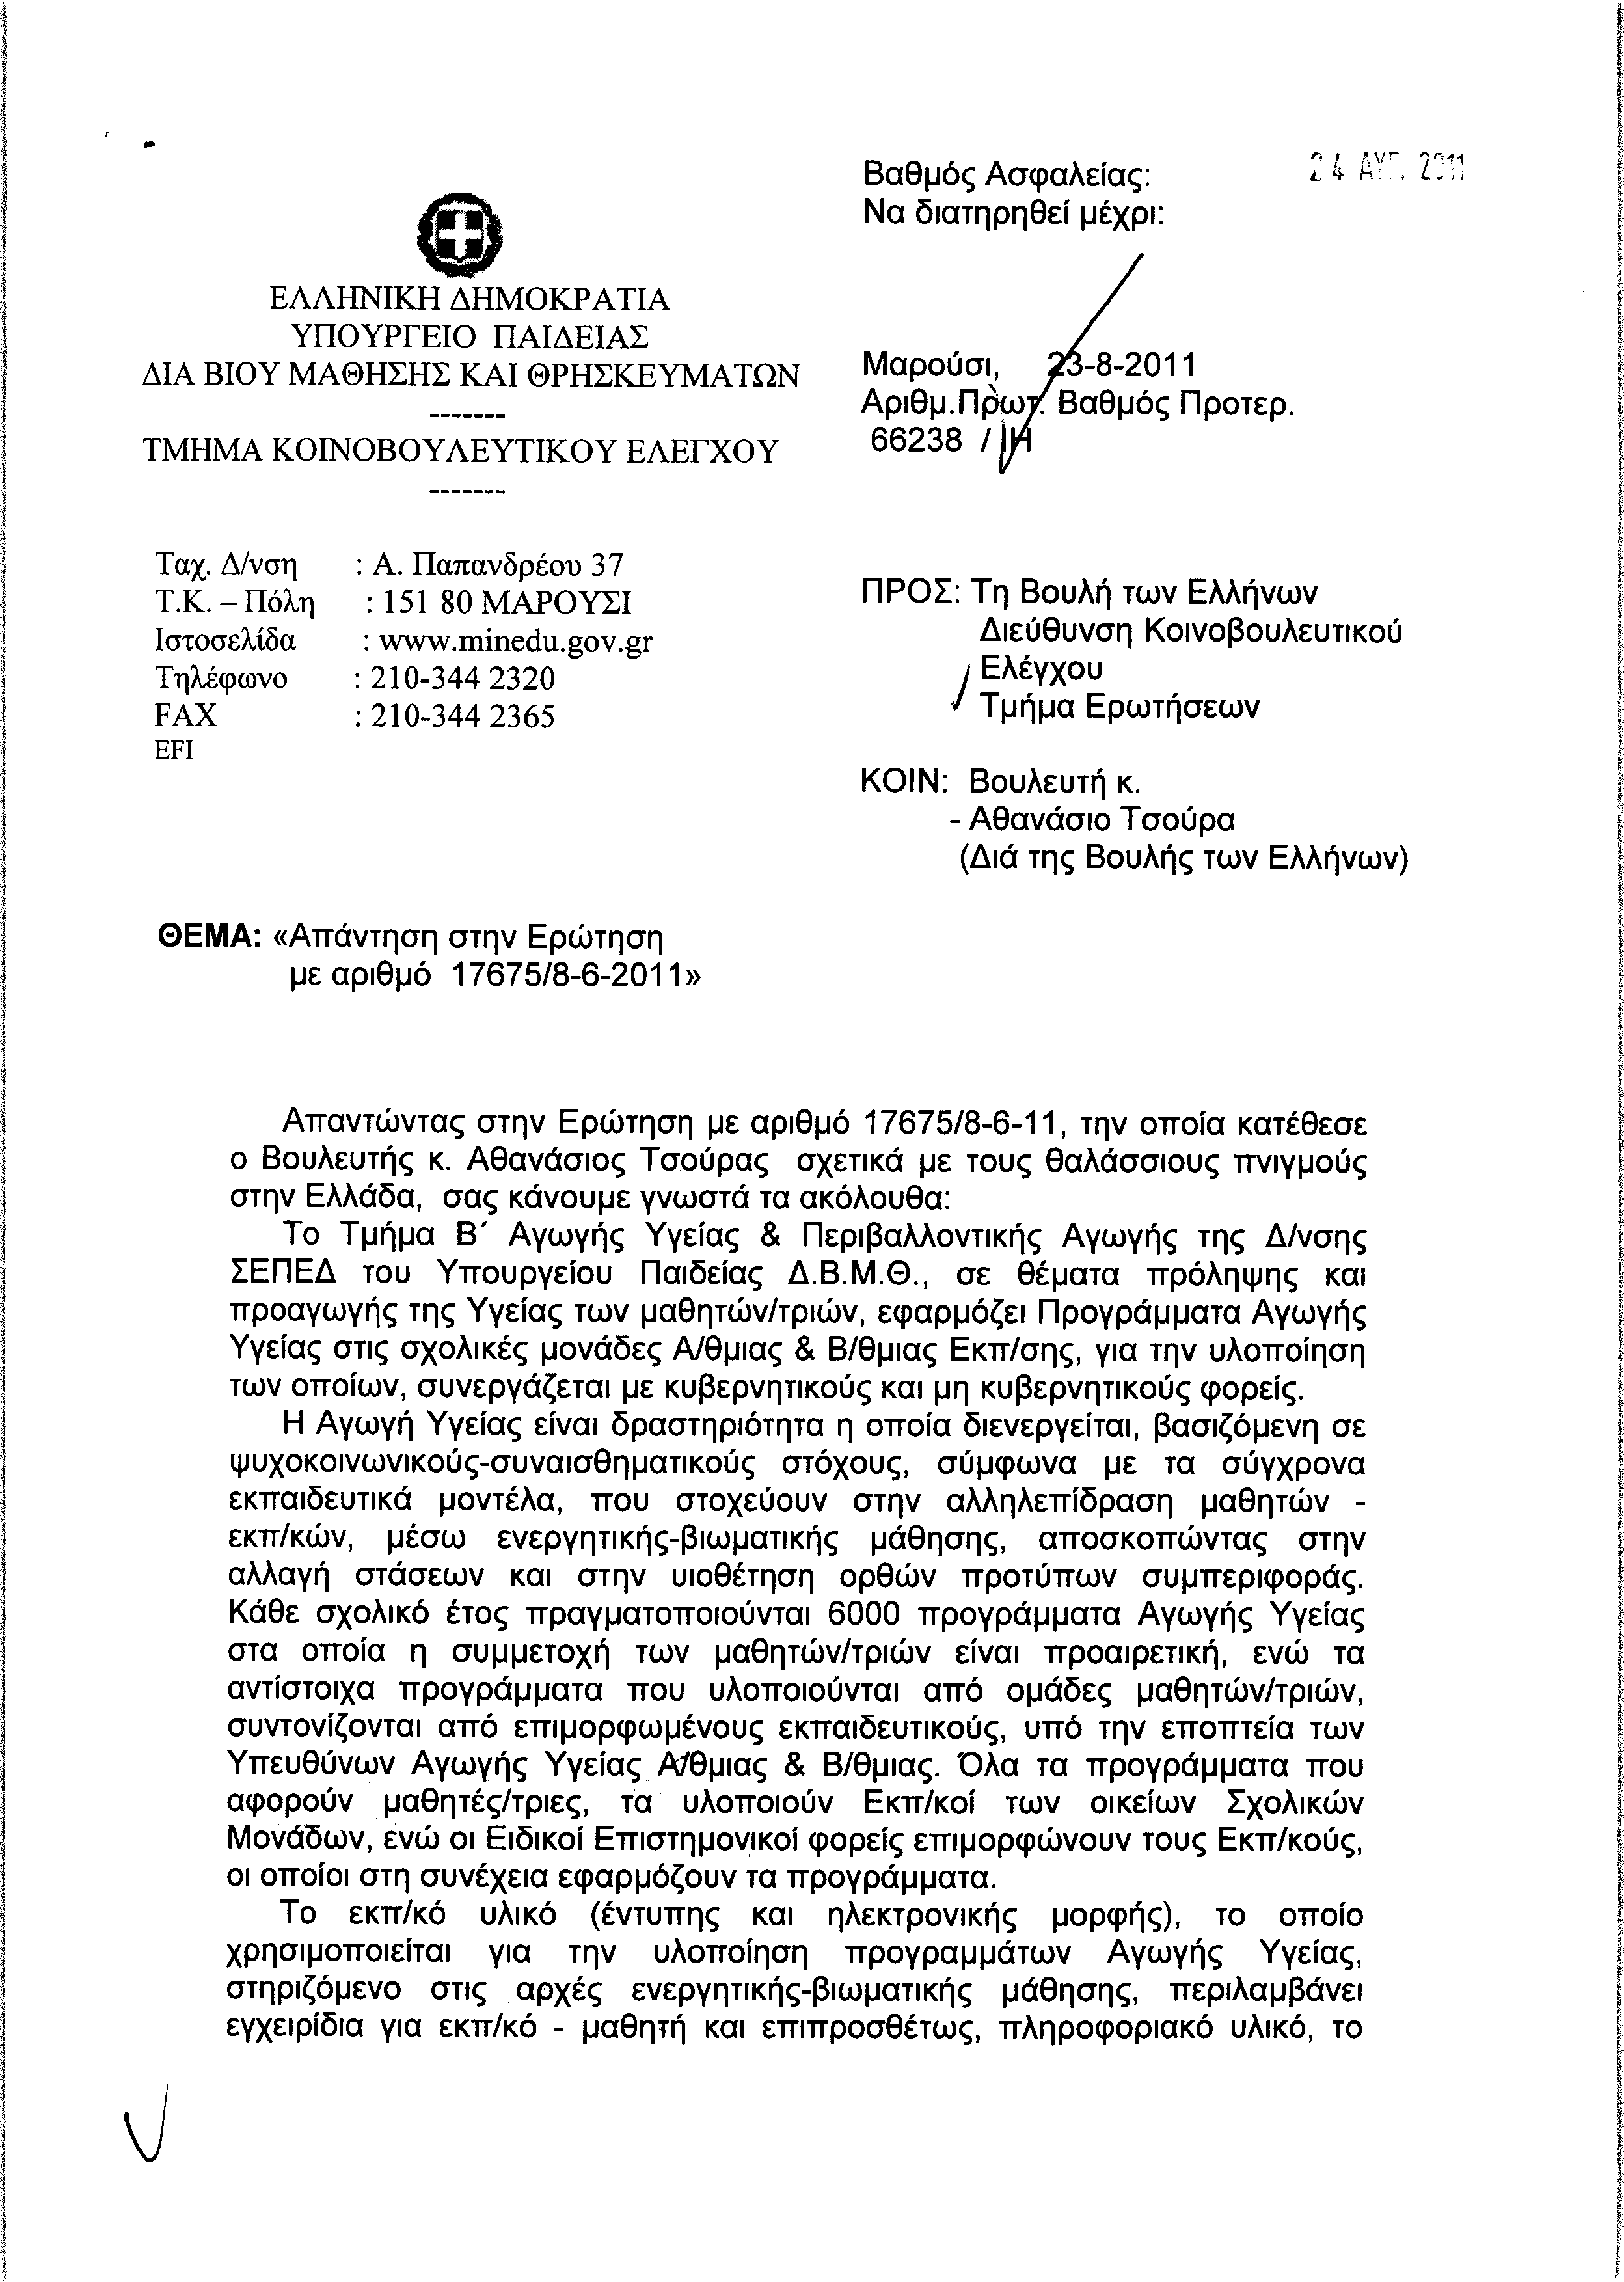 24 ΑΥΓ. 2011
Βαθμός Ασφαλείας:
Να διατηρηθεί μέχρι:
ΕΛΛΗΝΙΚΗ ΔΗΜΟΚΡΑΤΙΑ
ΥΠΟΥΡΓΕΙΟ ΠΑΙΔΕΙΑΣ
ΔΙΑ ΒΙΟΥ ΜΑΘΗΣΗΣ ΚΑΙ ΘΡΗΣΚΕΥΜΑΤΩΝ
-------
ΤΜΗΜΑ ΚΟΙΝΟΒΟΥΛΕΥΤΙΚΟΥ ΕΛΕΓΧΟΥ
-------
Μαρούσι, 23-8-2011
Αριθμ.Πρωτ. Βαθμός Προτερ.
66238 / ΙΗ
Ταχ. Δ/νση : Α. Παπανδρέου 37
Τ.Κ. – Πόλη : 151 80 ΜΑΡΟΥΣΙ
Ιστοσελίδα : www.minedu.gov.gr
Τηλέφωνο : 210-344 2320
FAX : 210-344 2365
EFI
ΠΡΟΣ: Τη Βουλή των Ελλήνων
Διεύθυνση Κοινοβουλευτικού
Ελέγχου
Τμήμα Ερωτήσεων
ΚΟΙΝ: Βουλευτή κ.
- Αθανάσιο Τσούρα
(Διά της Βουλής των Ελλήνων)
ΘΕΜΑ: «Απάντηση στην Ερώτηση
με αριθμό 17675/8-6-2011»
Απαντώντας στην Ερώτηση με αριθμό 17675/8-6-11, την οποία κατέθεσε
ο Βουλευτής κ. Αθανάσιος Τσούρας σχετικά με τους θαλάσσιους πνιγμούς
στην Ελλάδα, σας κάνουμε γνωστά τα ακόλουθα:
Το Τμήμα Β΄ Αγωγής Υγείας & Περιβαλλοντικής Αγωγής της Δ/νσης
ΣΕΠΕΔ του Υπουργείου Παιδείας Δ.Β.Μ.Θ., σε θέματα πρόληψης και
προαγωγής της Υγείας των μαθητών/τριών, εφαρμόζει Προγράμματα Αγωγής
Υγείας στις σχολικές μονάδες Α/θμιας & Β/θμιας Εκπ/σης, για την υλοποίηση
των οποίων, συνεργάζεται με κυβερνητικούς και μη κυβερνητικούς φορείς.
Η Αγωγή Υγείας είναι δραστηριότητα η οποία διενεργείται, βασιζόμενη σε
ψυχοκοινωνικούς-συναισθηματικούς στόχους, σύμφωνα με τα σύγχρονα
εκπαιδευτικά μοντέλα, που στοχεύουν στην αλληλεπίδραση μαθητών -
εκπ/κών, μέσω ενεργητικής-βιωματικής μάθησης, αποσκοπώντας στην
αλλαγή στάσεων και στην υιοθέτηση ορθών προτύπων συμπεριφοράς.
Κάθε σχολικό έτος πραγματοποιούνται 6000 προγράμματα Αγωγής Υγείας
στα οποία η συμμετοχή των μαθητών/τριών είναι προαιρετική, ενώ τα
αντίστοιχα προγράμματα που υλοποιούνται από ομάδες μαθητών/τριών,
συντονίζονται από επιμορφωμένους εκπαιδευτικούς, υπό την εποπτεία των
Υπευθύνων Αγωγής Υγείας Α/θμιας & Β/θμιας. Όλα τα προγράμματα που
αφορούν μαθητές/τριες, τα υλοποιούν Εκπ/κοί των οικείων Σχολικών
Μονάδων, ενώ οι Ειδικοί Επιστημονικοί φορείς επιμορφώνουν τους Εκπ/κούς,
οι οποίοι στη συνέχεια εφαρμόζουν τα προγράμματα.
Το εκπ/κό υλικό (έντυπης και ηλεκτρονικής μορφής), το οποίο
χρησιμοποιείται για την υλοποίηση προγραμμάτων Αγωγής Υγείας,
στηριζόμενο στις αρχές ενεργητικής-βιωματικής μάθησης, περιλαμβάνει
εγχειρίδια για εκπ/κό - μαθητή και επιπροσθέτως, πληροφοριακό υλικό, το